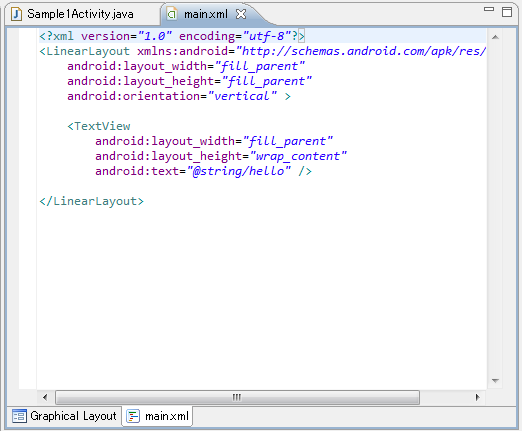 Sample1Activity.java
main.xml
<?xml version="1.0" encoding="utf-8"?>
<LinearLayout xmlns:android="http://schemas.android.com/apk/res/
    android:layout_width="fill_parent"
    android:layout_height="fill_parent"
    android:orientation="vertical" >
    <TextView
        android:layout_width="fill_parent"
        android:layout_height="wrap_content"
        android:text="@string/hello" />
</LinearLayout>
Graphical Layout
main.xml